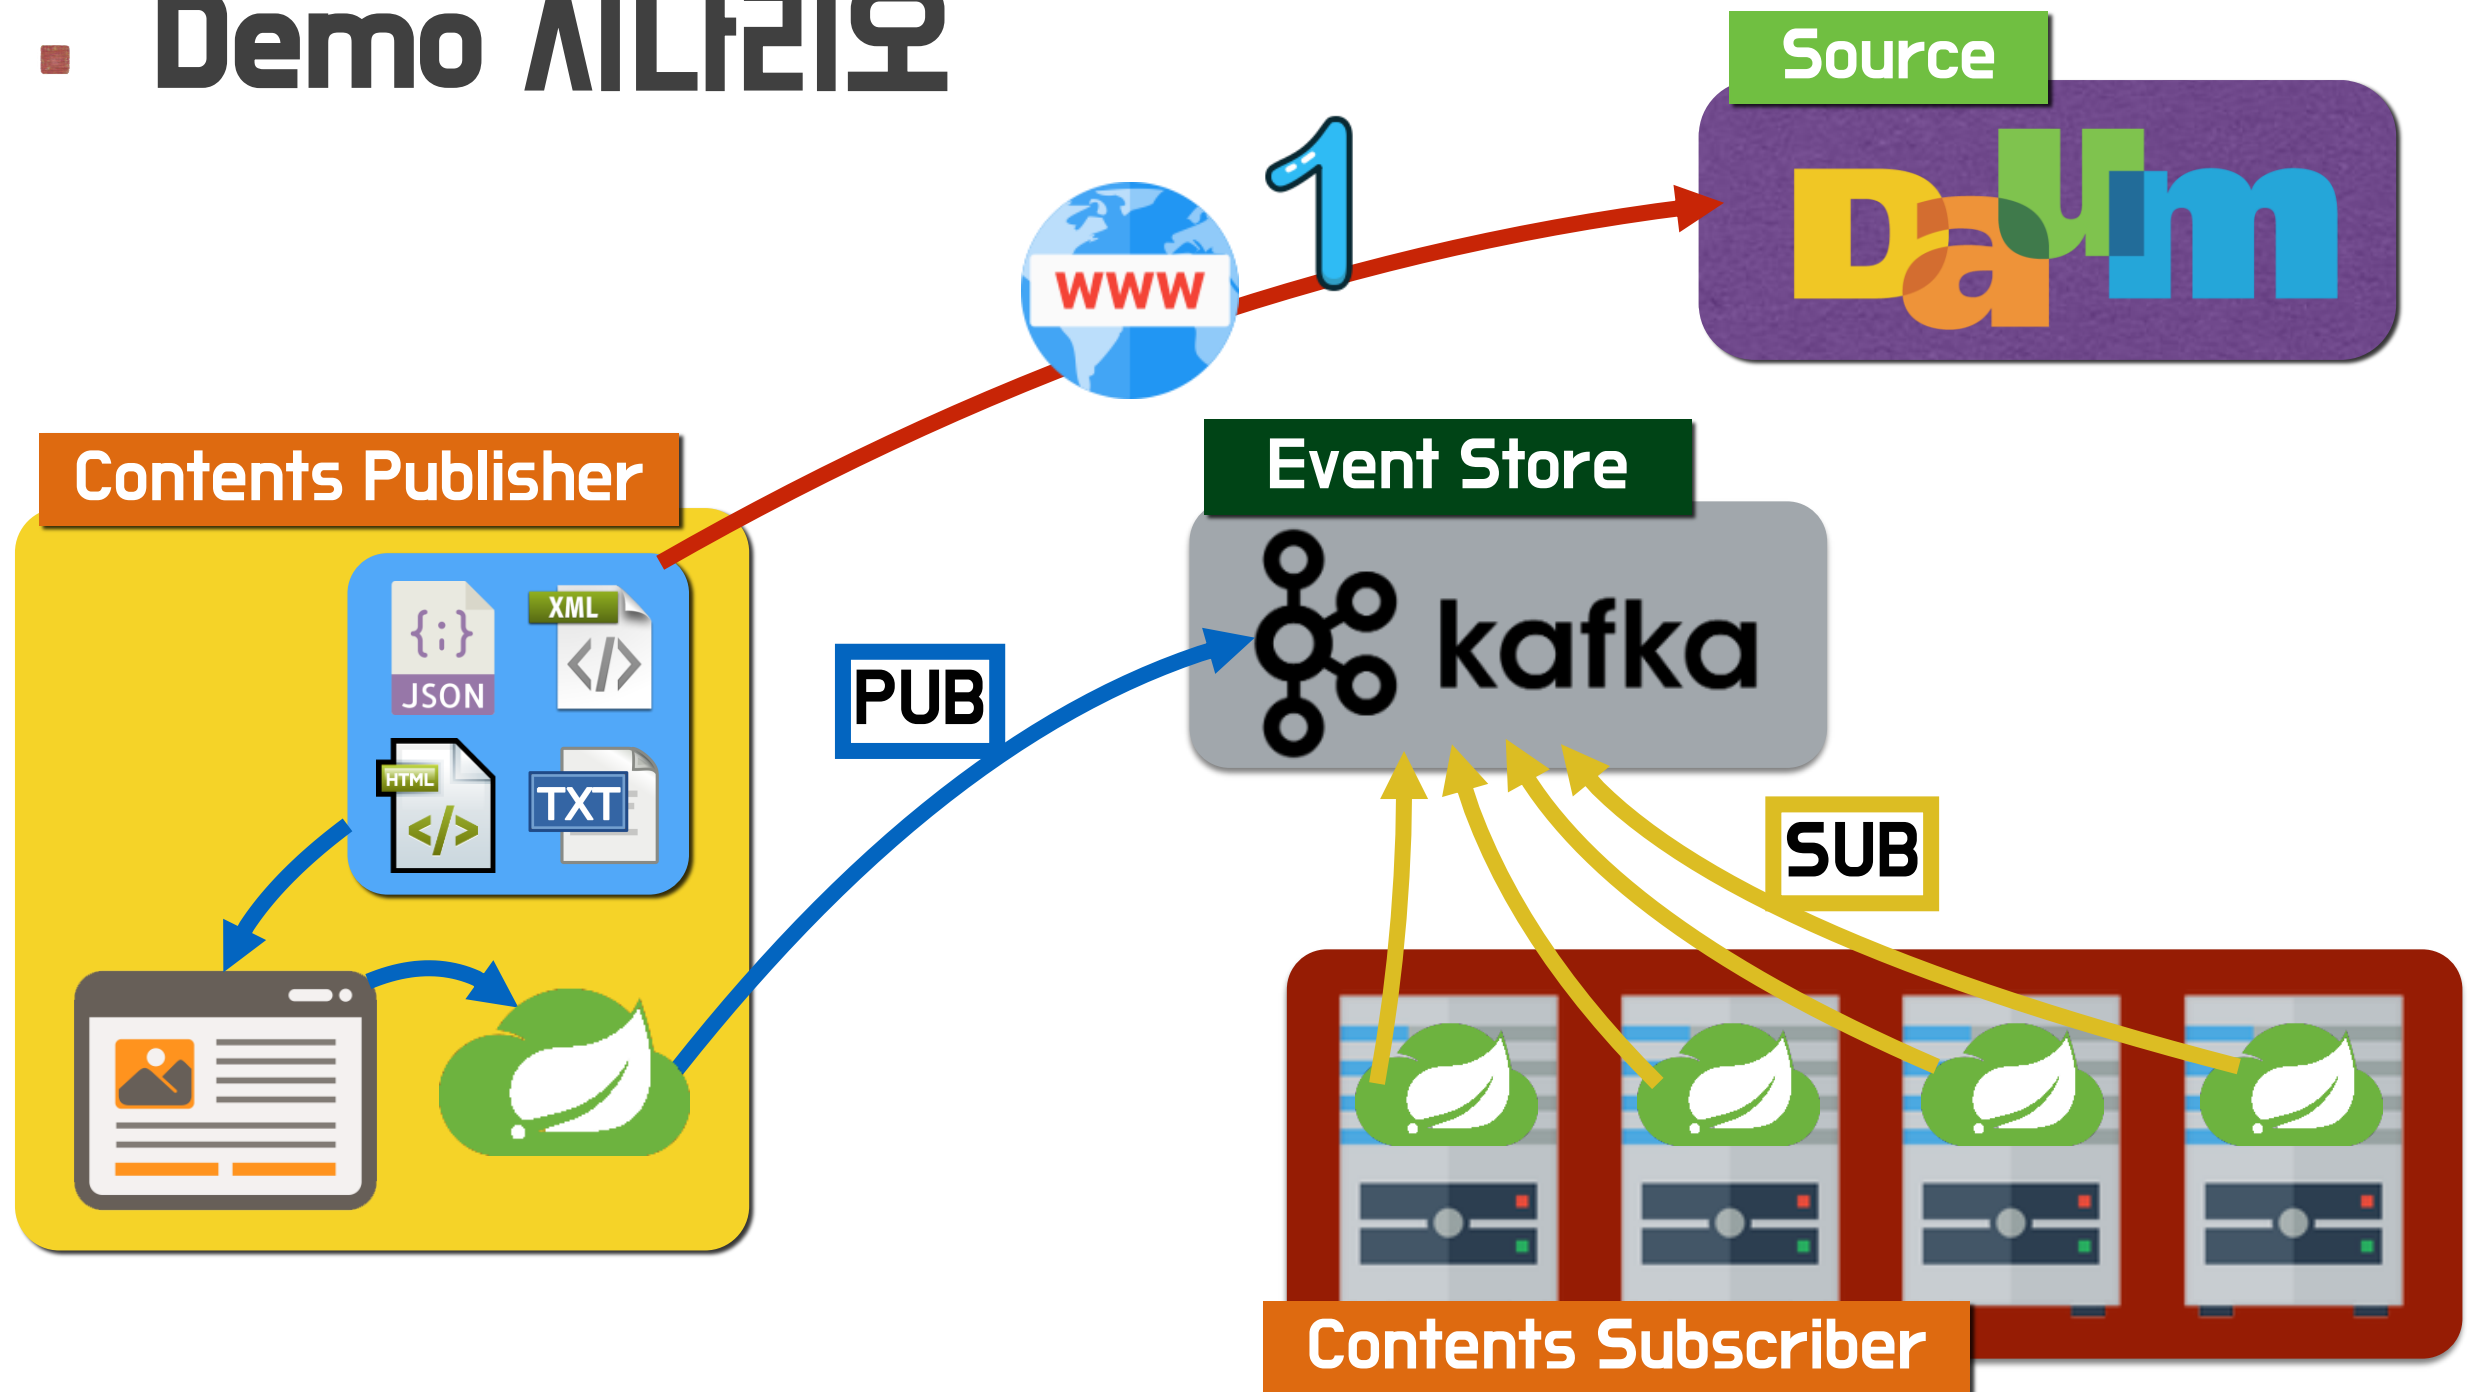 Demo 시나리오
Source
Daum
1
www
Contents Publisher
Event Store
kafka
JSON
XML
HTML
TXT
PUB
SUB
Contents Subscriber